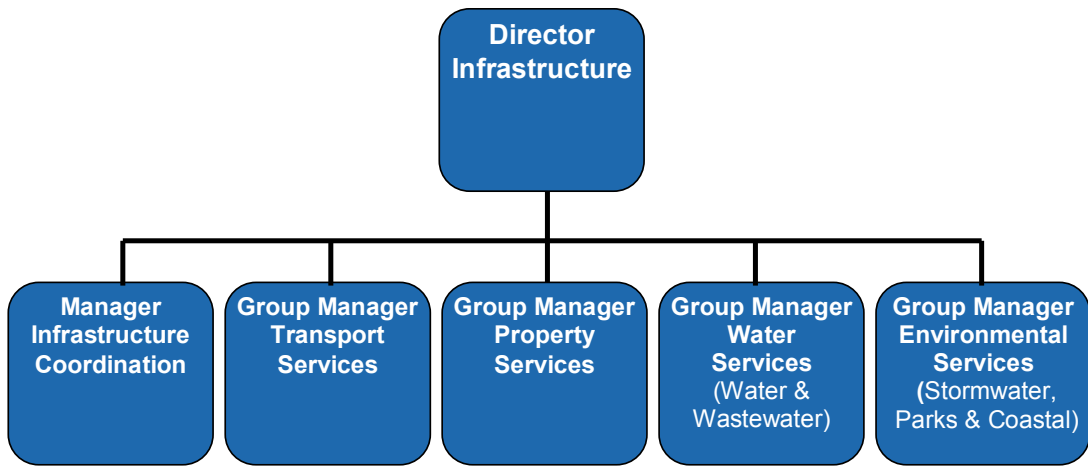 Director
Infrastructure
Manager
Infrastructure
Coordination
Group Manager
Transport
Services
Group Manager
Property
Services
Group Manager
Water
Services
(Water &
Wastewater)
Group Manager
Environmental
Services
(Stormwater,
Parks & Coastal)